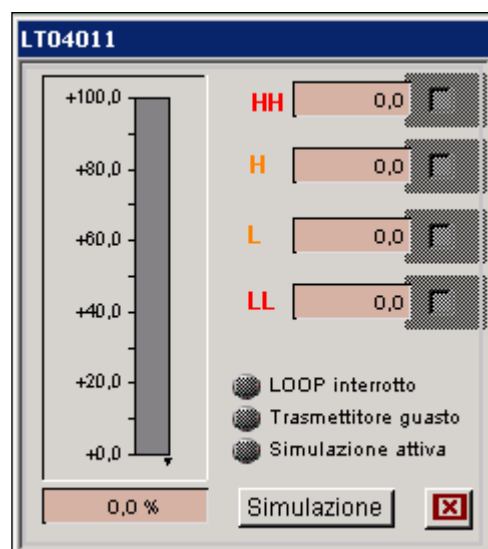 LT04011
+100,0
+80,0
+60,0
+40,0
+20,0
+0,0
0,0 %
HH 0,0
H 0,0
L 0,0
LL 0,0
LOOP interrotto
Trasmettitore guasto
Simulazione attiva
Simulazione